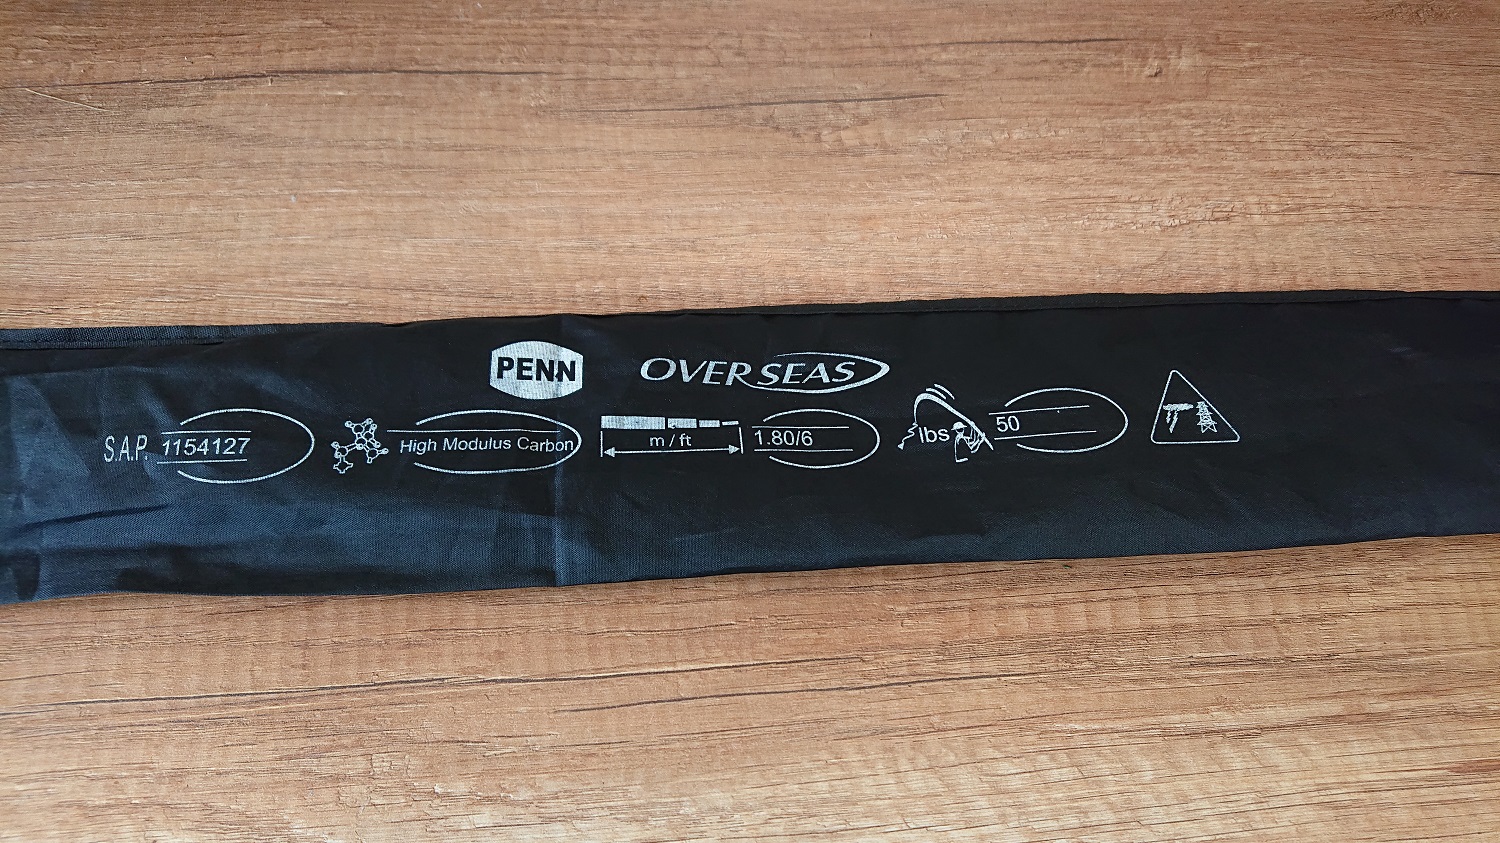 PENN OVERSEAS
S.A.P. 1154127 High Modulus Carbon m / ft 1.80/6 lbs 50